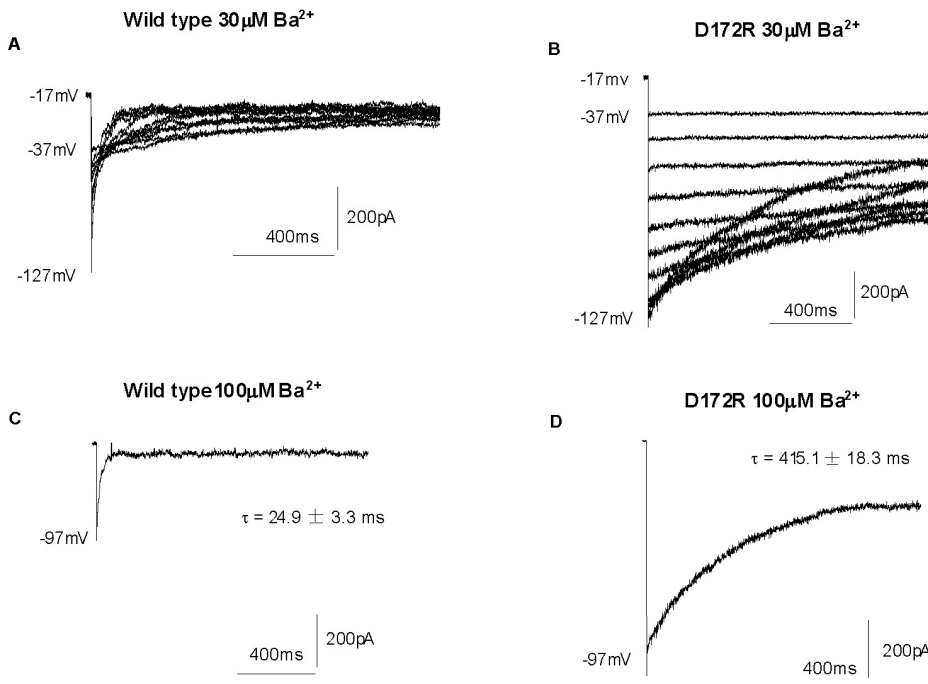 Wild type 30μM Ba²⁺
A
-17mV
-37mV
-127mV
200pA
400ms
D172R 30μM Ba²⁺
B
-17mv
-37mV
-127mV
200pA
400ms
Wild type100μM Ba²⁺
C
τ = 24.9 ± 3.3 ms
-97mV
200pA
400ms
D172R 100μM Ba²⁺
D
τ = 415.1 ± 18.3 ms
-97mV
200pA
400ms